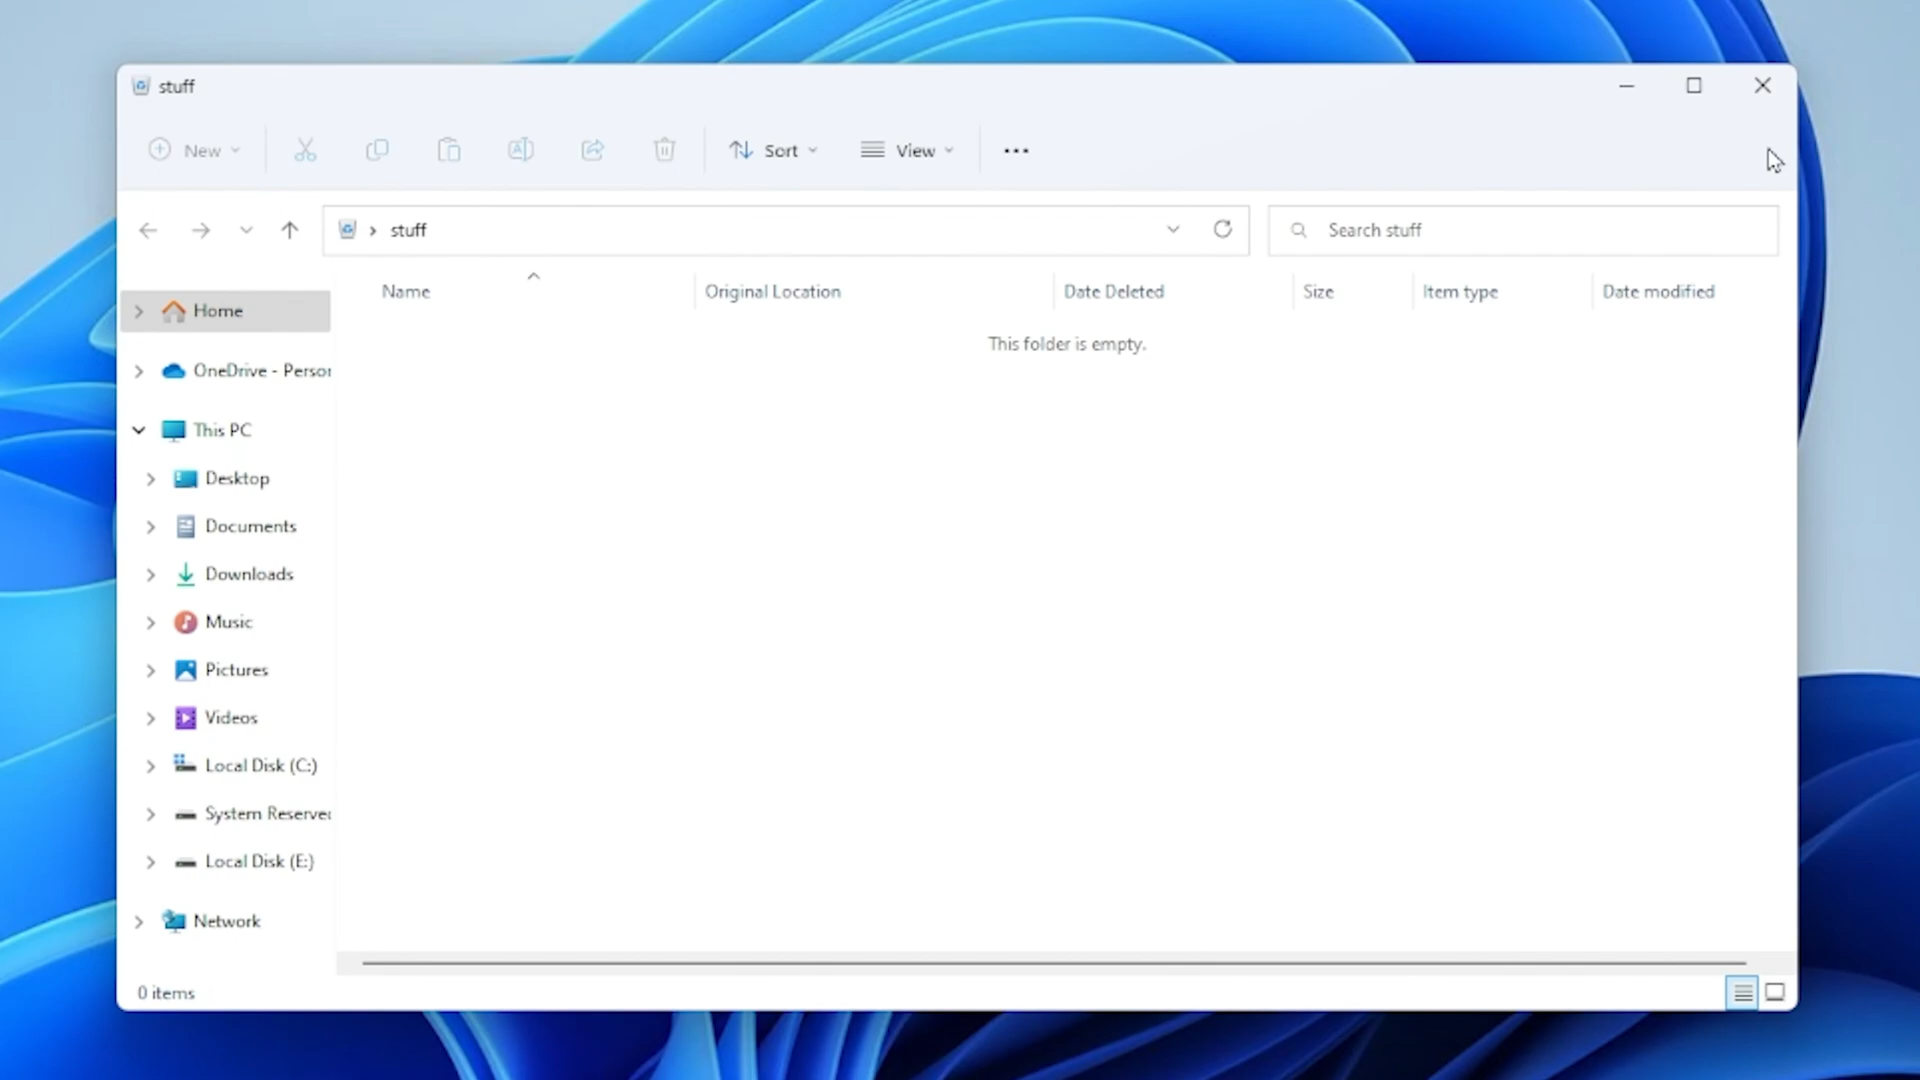 stuff
New
Sort
View
stuff
Search stuff
Name
Original Location
Date Deleted
Size
Item type
Date modified
This folder is empty.
Home
OneDrive - Person
This PC
Desktop
Documents
Downloads
Music
Pictures
Videos
Local Disk (C:)
System Reserved
Local Disk (E:)
Network
0 items